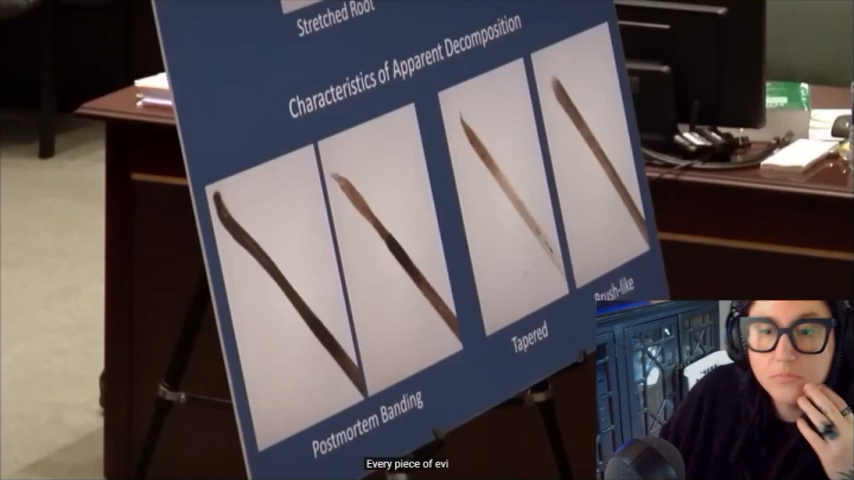 Stretched Root
Characteristics of Apparent Decomposition
Postmortem Banding
Tapered
Brush-like
Every piece of evi